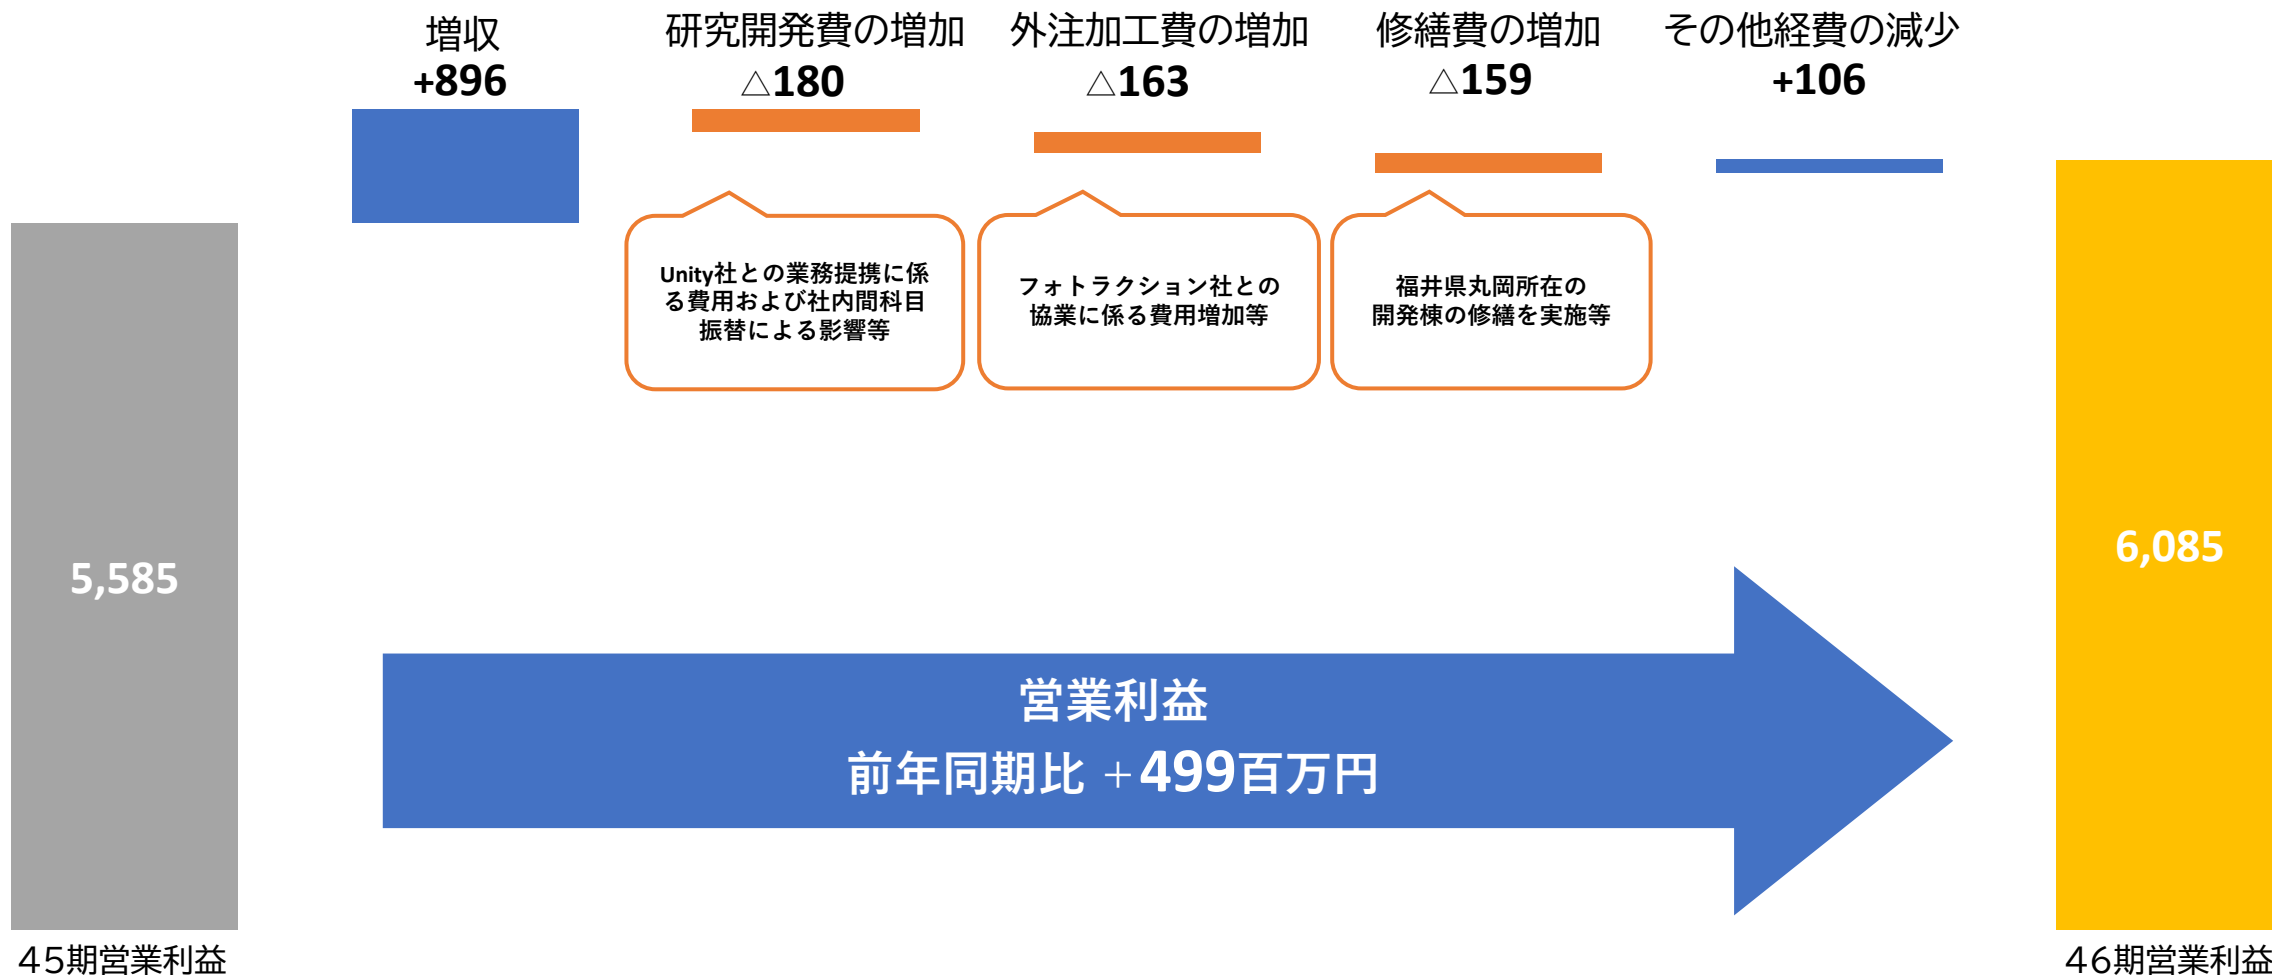 増収
+896
研究開発費の増加
△180
外注加工費の増加
△163
修繕費の増加
△159
その他経費の減少
+106
Unity社との業務提携に係
る費用および社内間科目
振替による影響等
フォトラクション社との
協業に係る費用増加等
福井県丸岡所在の
開発棟の修繕を実施等
5,585
6,085
営業利益
前年同期比 +499百万円
45期営業利益
46期営業利益